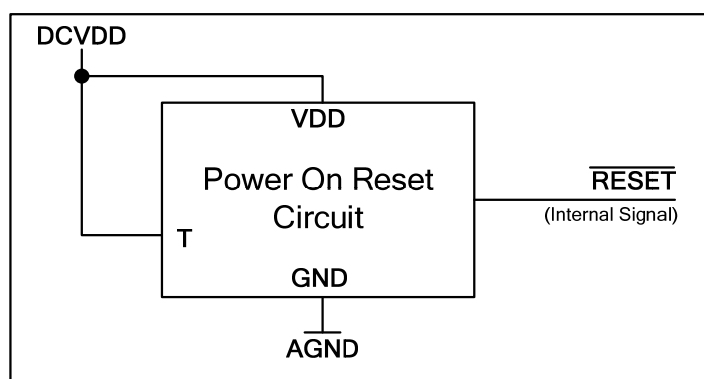 DCVDD
VDD
Power On Reset
Circuit
RESET
(Internal Signal)
T
GND
AGND